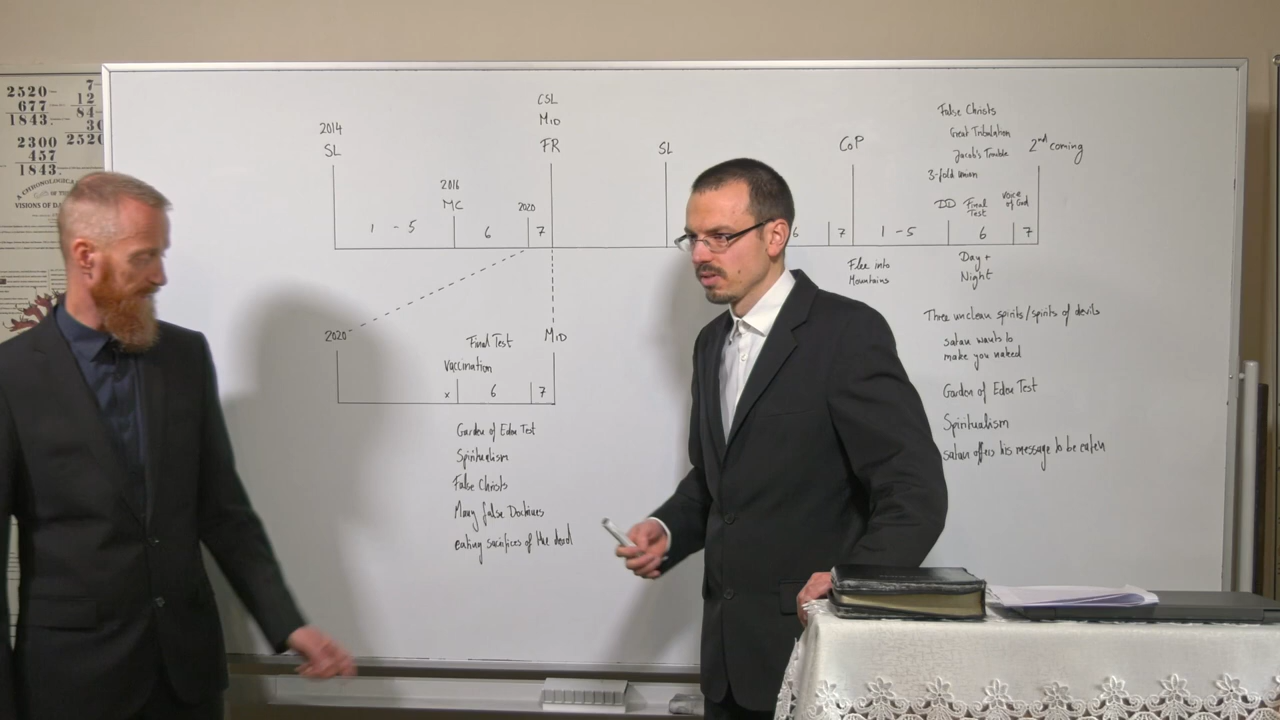 2520
677
1843.
2300
457
1843.
7
12
84
30
2520
A CHRONOLOGICAL
OF THE
VISIONS OF DA
2014
SL
2016
MC
2020
CSL
MID
FR
SL
CoP
False Christs
Great Tribulation
Jacob's Trouble
3-fold union
DD
Final
Test
Voice
of God
2nd coming
1 - 5
6
7
6
7
1 - 5
6
7
Flee into
Mountains
Day +
Night
2020
Final Test
Vaccination
MID
x
6
7
Garden of Eden Test
Spiritualism
False Christs
Many false Doctrines
eating sacrifices of the dead
Three unclean spirits/spirits of devils
satan wants to
make you naked
Garden of Eden Test
Spiritualism
satan offers his message to be eaten